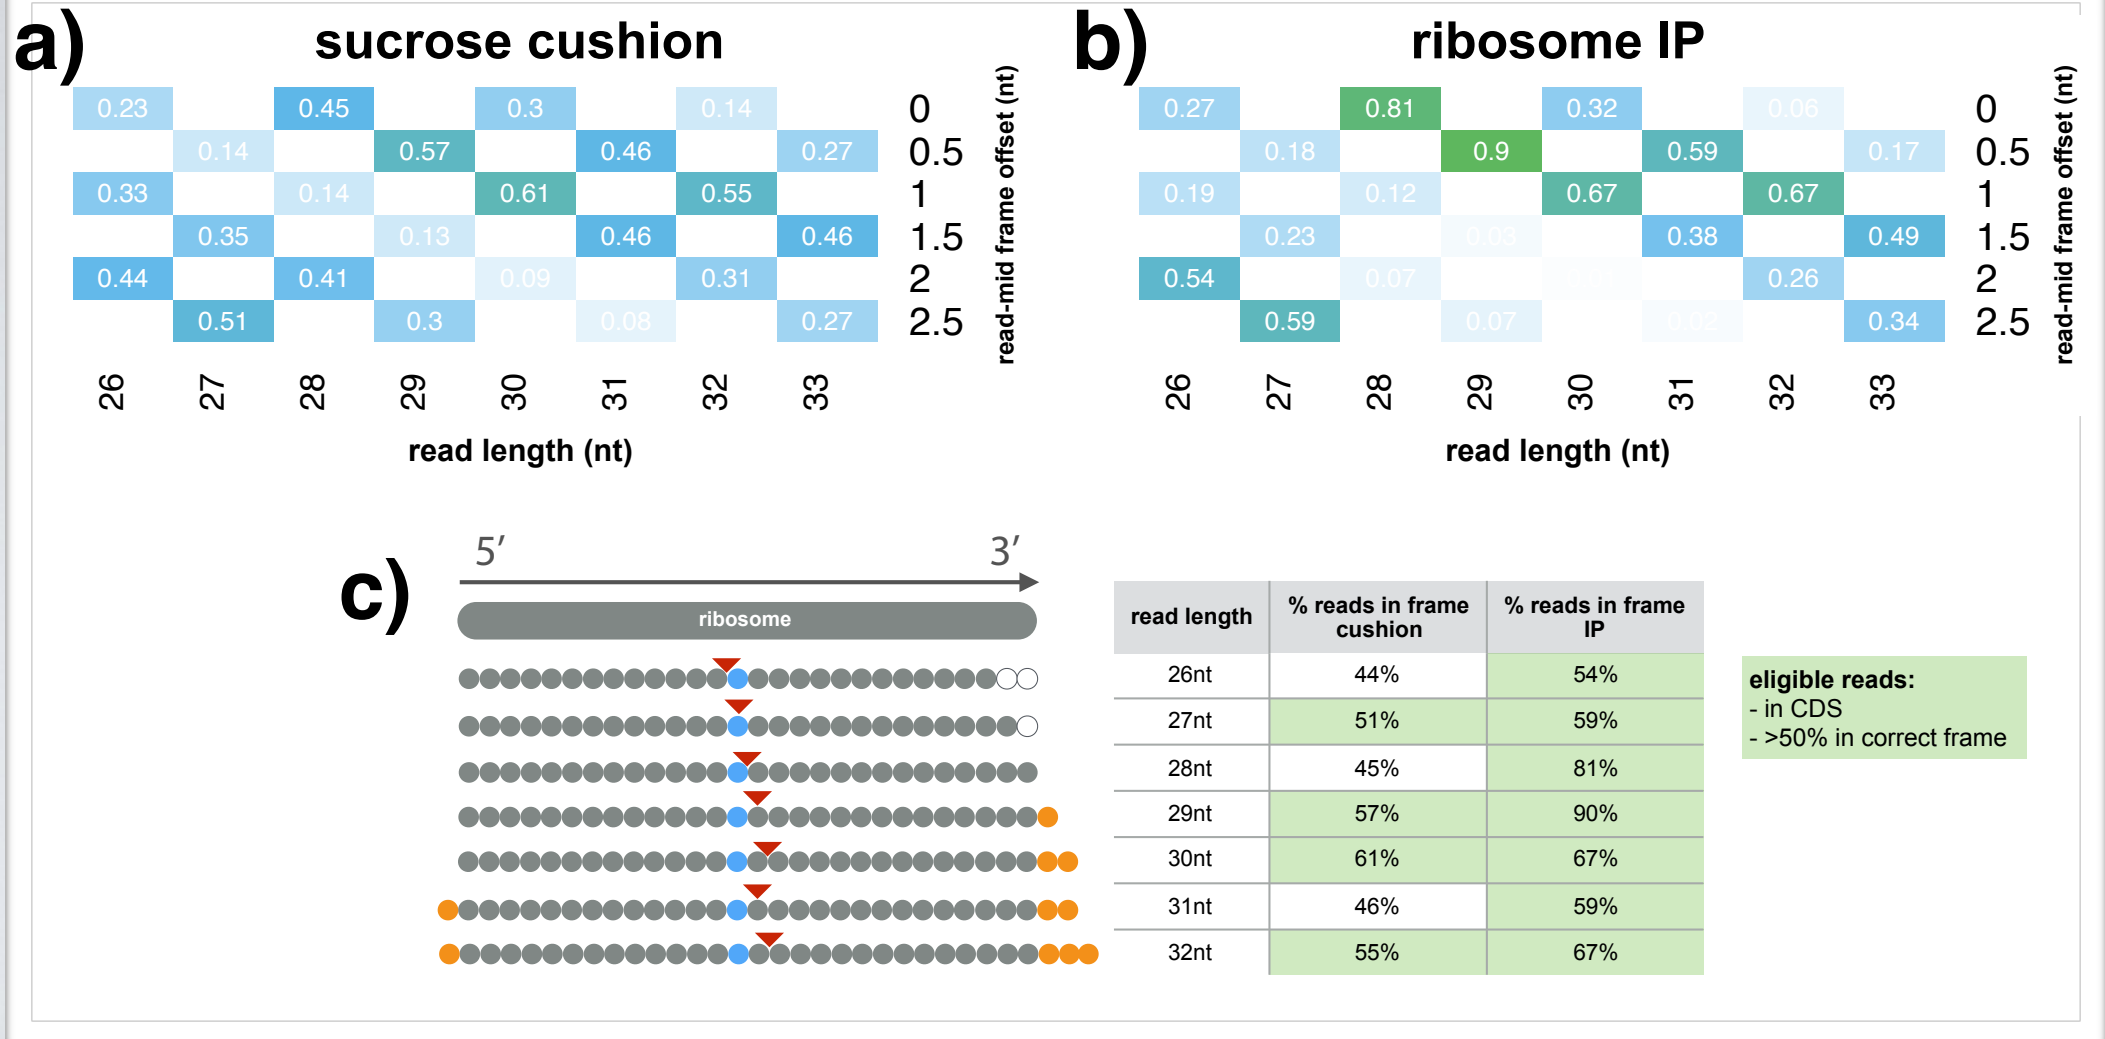 a)
sucrose cushion
0.23 0.45 0.3 0.14 0
0.14 0.57 0.46 0.27 0.5
0.33 0.14 0.61 0.55 1
0.35 0.13 0.46 0.46 1.5
0.44 0.41 0.09 0.31 2
0.51 0.3 0.08 0.27 2.5
read-mid frame offset (nt)
26 27 28 29 30 31 32 33
read length (nt)
b)
ribosome IP
0.27 0.81 0.32 0.06 0
0.18 0.9 0.59 0.17 0.5
0.19 0.12 0.67 0.67 1
0.23 0.03 0.38 0.49 1.5
0.54 0.07 0.26 2
0.59 0.07 0.02 0.34 2.5
read-mid frame offset (nt)
26 27 28 29 30 31 32 33
read length (nt)
c)
5′ 3′
ribosome
read length
% reads in frame
cushion
% reads in frame
IP
26nt 44% 54%
27nt 51% 59%
28nt 45% 81%
29nt 57% 90%
30nt 61% 67%
31nt 46% 59%
32nt 55% 67%
eligible reads:
- in CDS
- >50% in correct frame